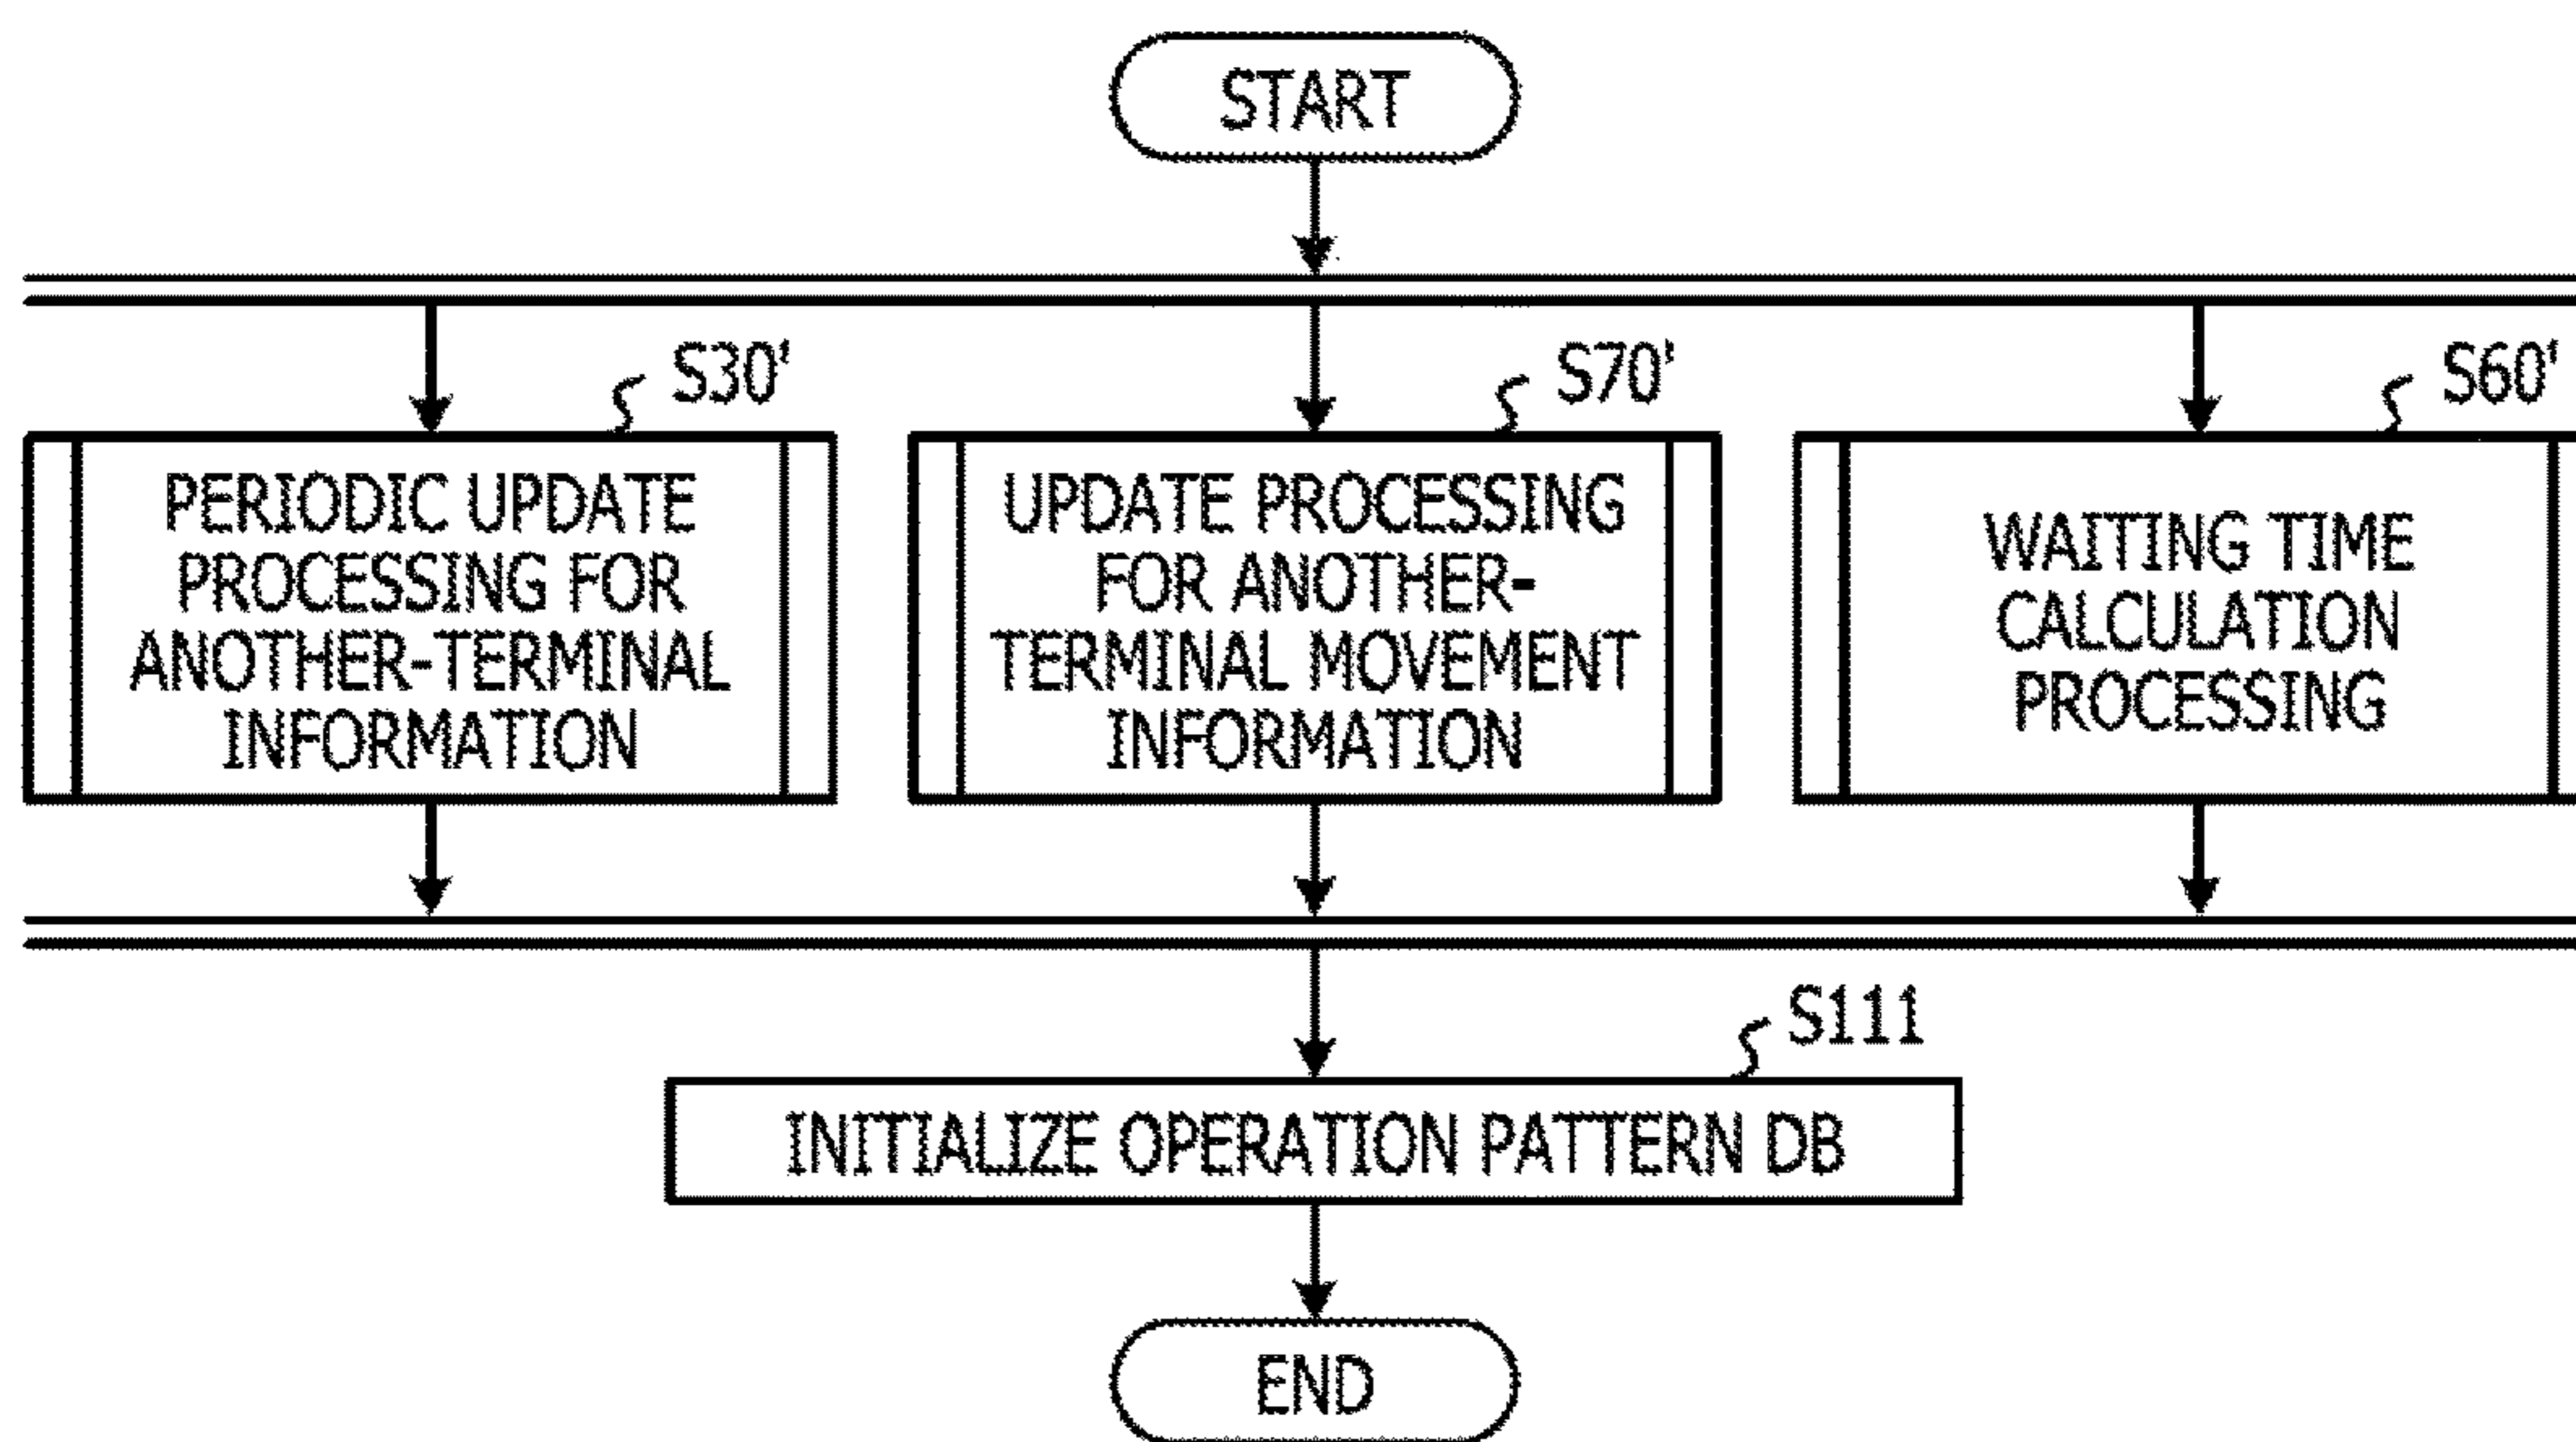 START
S30'
PERIODIC UPDATE
PROCESSING FOR
ANOTHER-TERMINAL
INFORMATION
S70'
UPDATE PROCESSING
FOR ANOTHER-
TERMINAL MOVEMENT
INFORMATION
S60'
WAITING TIME
CALCULATION
PROCESSING
S111
INITIALIZE OPERATION PATTERN DB
END